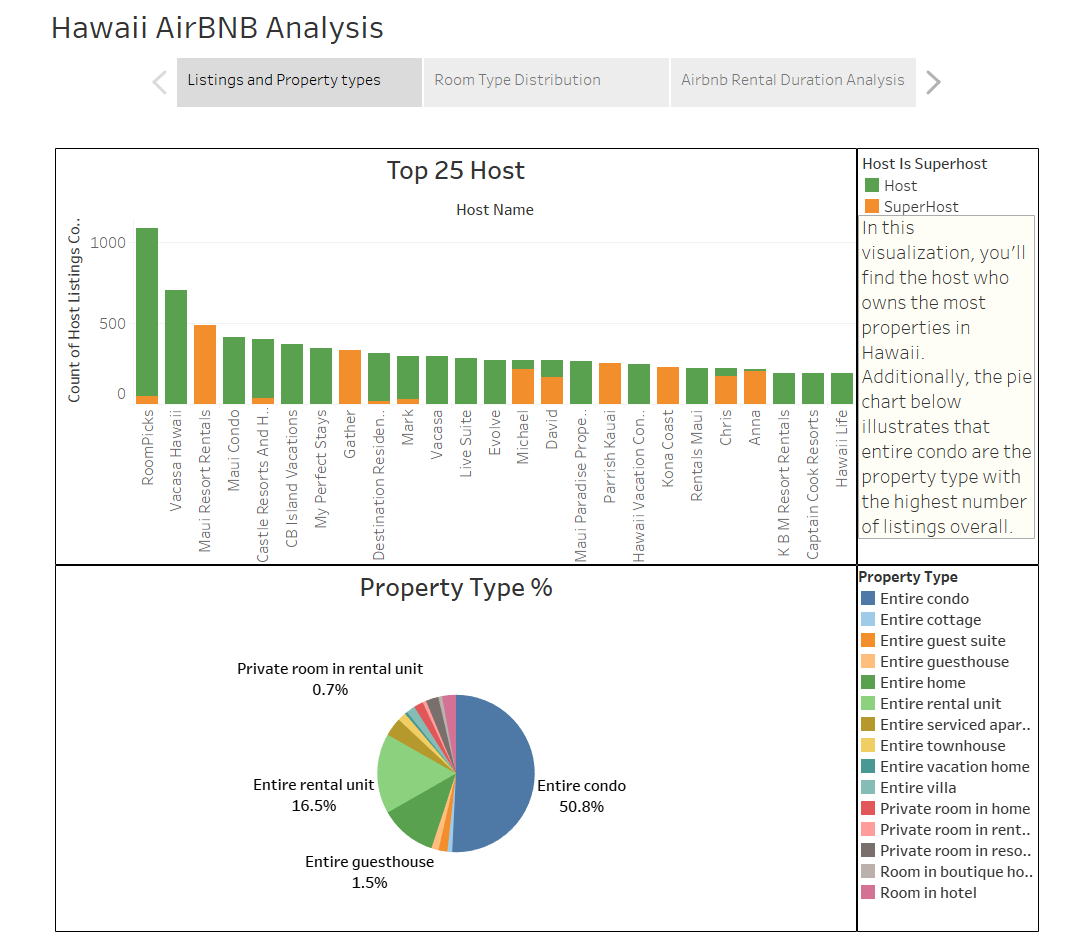 Hawaii AirBNB Analysis
Listings and Property types
Room Type Distribution
Airbnb Rental Duration Analysis
Top 25 Host
Host Name
Count of Host Listings Co..
1000
500
0
RoomPicks
Vacasa Hawaii
Maui Resort Rentals
Maui Condo
Castle Resorts And H..
CB Island Vacations
My Perfect Stays
Gather
Destination Residen..
Mark
Vacasa
Live Suite
Evolve
Michael
David
Maui Paradise Prope..
Parrish Kauai
Hawaii Vacation Con..
Kona Coast
Rentals Maui
Chris
Anna
K B M Resort Rentals
Captain Cook Resorts
Hawaii Life
Host Is Superhost
Host
SuperHost
In this
visualization, you’ll
find the host who
owns the most
properties in
Hawaii.
Additionally, the pie
chart below
illustrates that
entire condo are the
property type with
the highest number
of listings overall.
Property Type %
Private room in rental unit
0.7%
Entire rental unit
16.5%
Entire condo
50.8%
Entire guesthouse
1.5%
Property Type
Entire condo
Entire cottage
Entire guest suite
Entire guesthouse
Entire home
Entire rental unit
Entire serviced apar..
Entire townhouse
Entire vacation home
Entire villa
Private room in home
Private room in rent..
Private room in reso..
Room in boutique ho..
Room in hotel